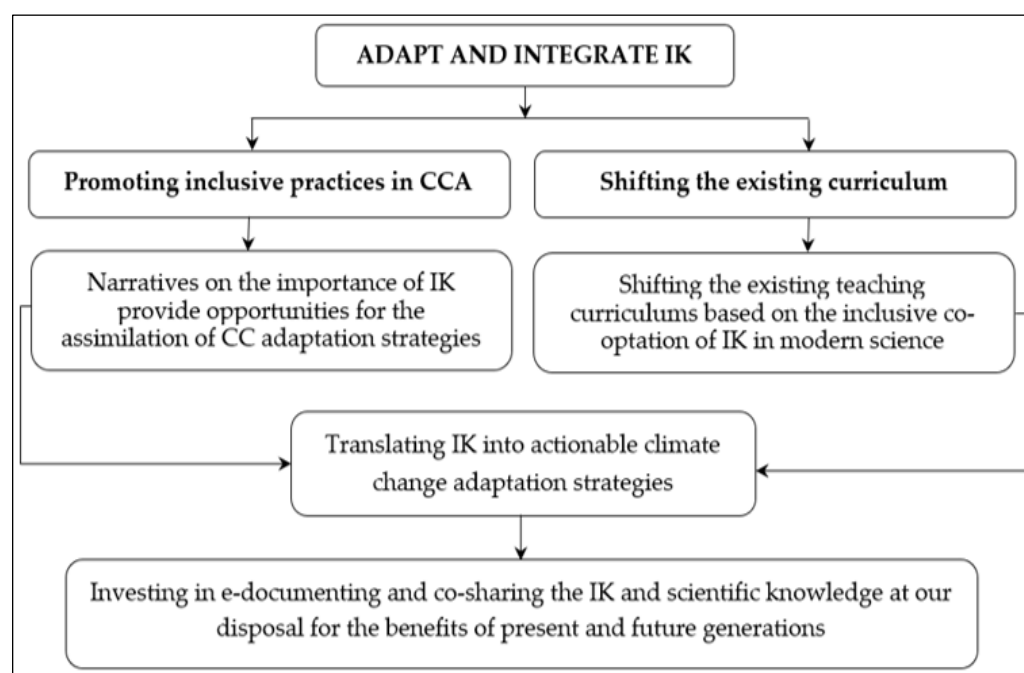 ADAPT AND INTEGRATE IK
Promoting inclusive practices in CCA
Shifting the existing curriculum
Narratives on the importance of IK
provide opportunities for the
assimilation of CC adaptation strategies
Shifting the existing teaching
curriculums based on the inclusive co-
optation of IK in modern science
Translating IK into actionable climate
change adaptation strategies
Investing in e-documenting and co-sharing the IK and scientific knowledge at our
disposal for the benefits of present and future generations